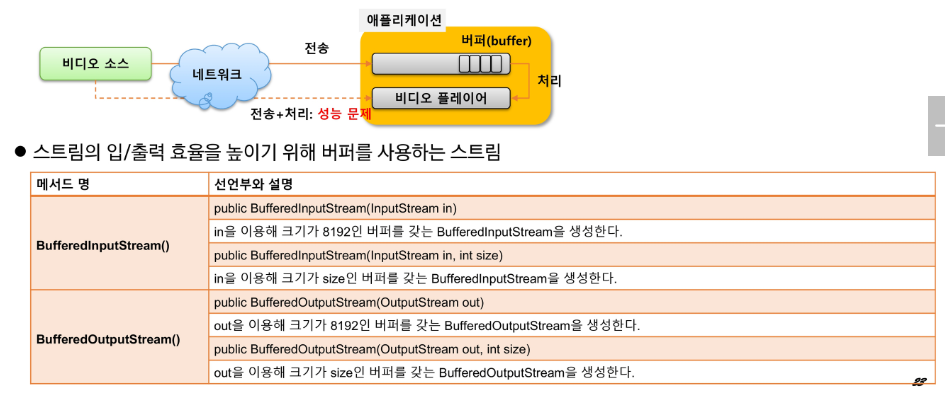 애플리케이션
버퍼(buffer)
전송
비디오 소스
네트워크
처리
비디오 플레이어
전송+처리: 성능 문제
● 스트림의 입/출력 효율을 높이기 위해 버퍼를 사용하는 스트림
메서드 명 선언부와 설명
BufferedInputStream()
public BufferedInputStream(InputStream in)
in을 이용해 크기가 8192인 버퍼를 갖는 BufferedInputStream을 생성한다.
public BufferedInputStream(InputStream in, int size)
in을 이용해 크기가 size인 버퍼를 갖는 BufferedInputStream을 생성한다.
BufferedOutputStream()
public BufferedOutputStream(OutputStream out)
out을 이용해 크기가 8192인 버퍼를 갖는 BufferedOutputStream을 생성한다.
public BufferedOutputStream(OutputStream out, int size)
out을 이용해 크기가 size인 버퍼를 갖는 BufferedOutputStream을 생성한다.
22